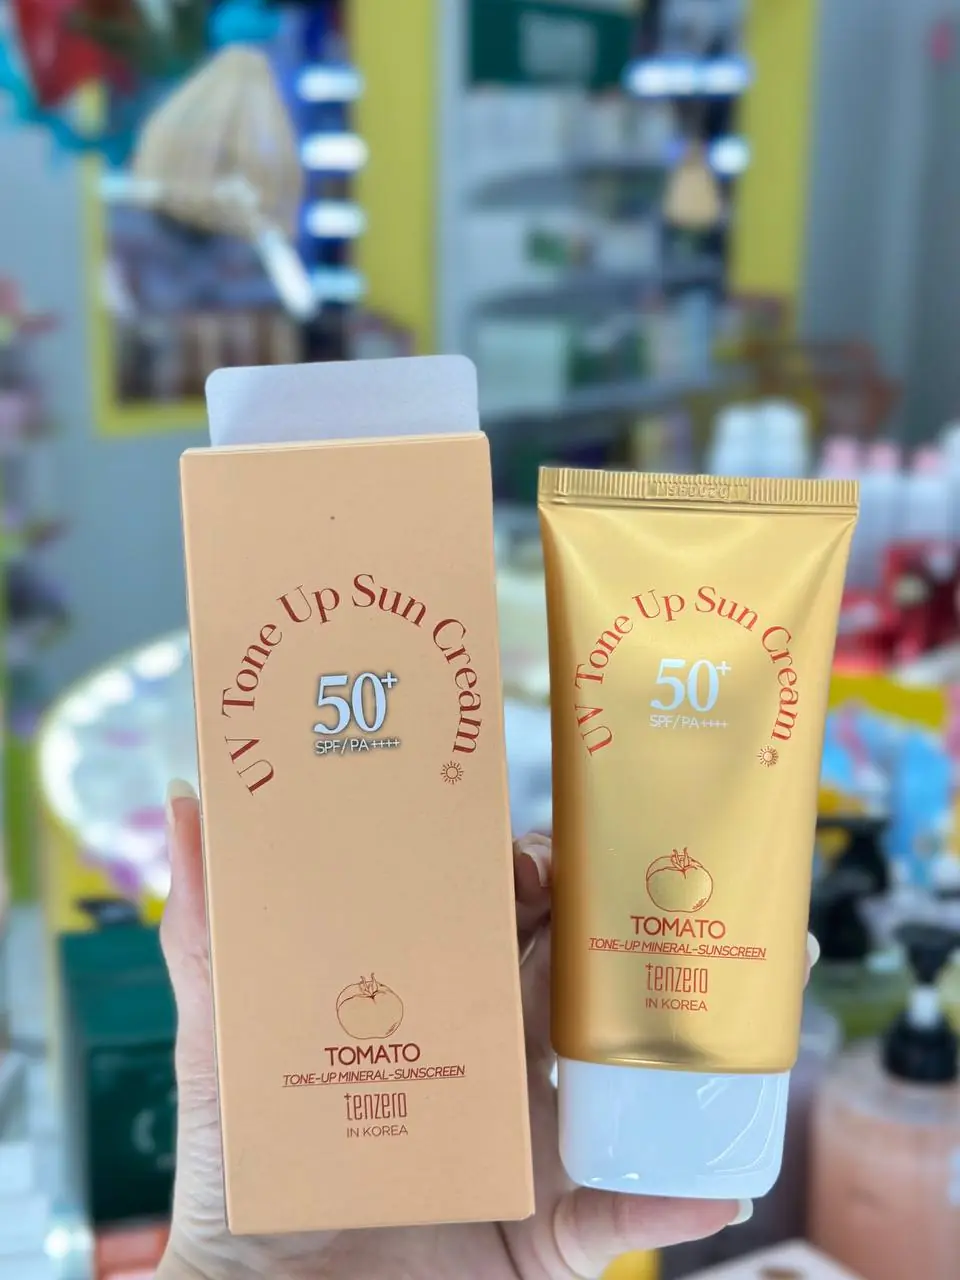 UV Tone Up Sun Cream
50+
SPF/PA++++
TOMATO
TONE-UP MINERAL-SUNSCREEN
tenzero
IN KOREA
UV Tone Up Sun Cream
50+
SPF/PA++++
TOMATO
TONE-UP MINERAL-SUNSCREEN
tenzero
IN KOREA